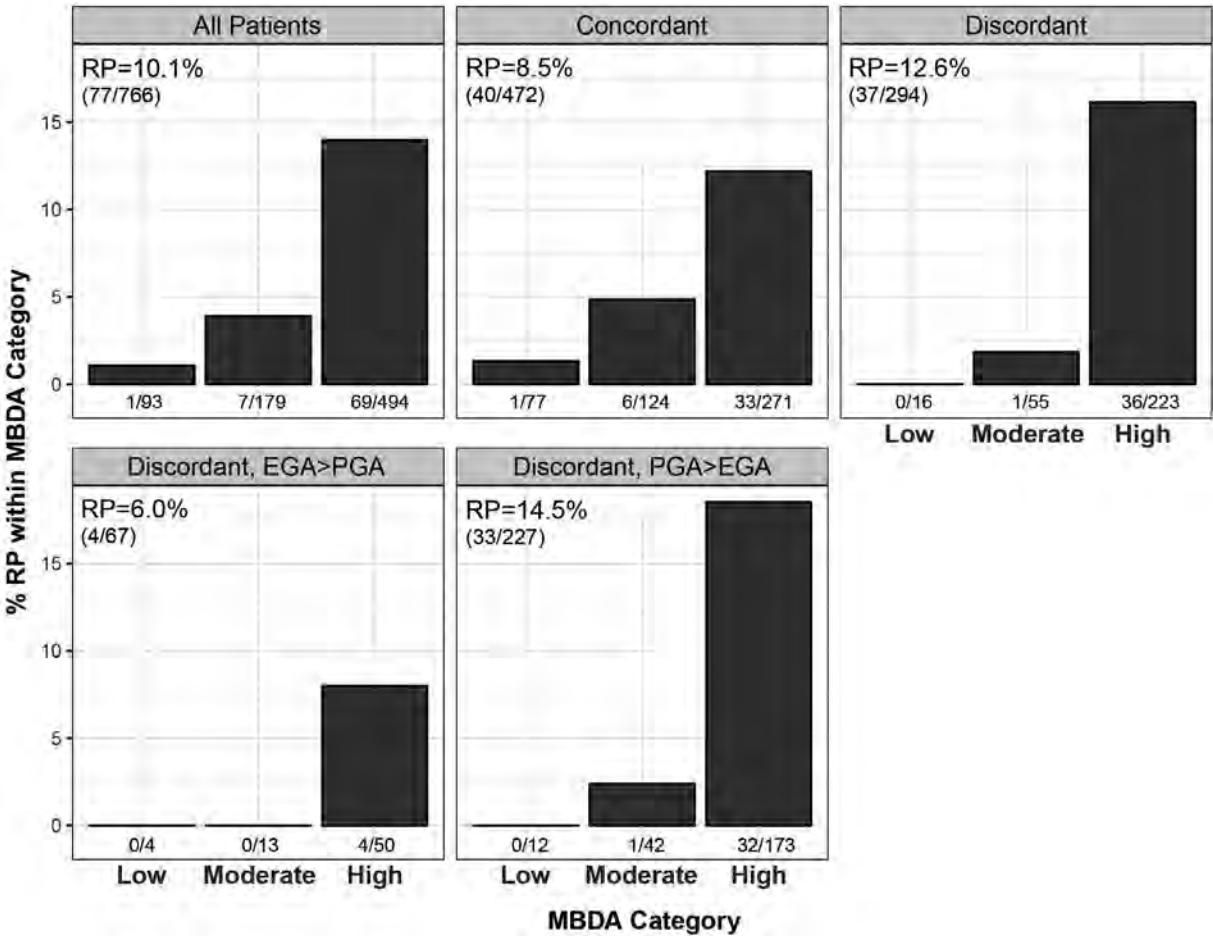 All Patients
RP=10.1%
(77/766)
15
10
5
0
1/93 7/179 69/494
Concordant
RP=8.5%
(40/472)
1/77 6/124 33/271
Discordant
RP=12.6%
(37/294)
0/16 1/55 36/223
Low Moderate High
% RP within MBDA Category
Discordant, EGA>PGA
RP=6.0%
(4/67)
15
10
5
0
0/4 0/13 4/50
Low Moderate High
Discordant, PGA>EGA
RP=14.5%
(33/227)
0/12 1/42 32/173
Low Moderate High
MBDA Category